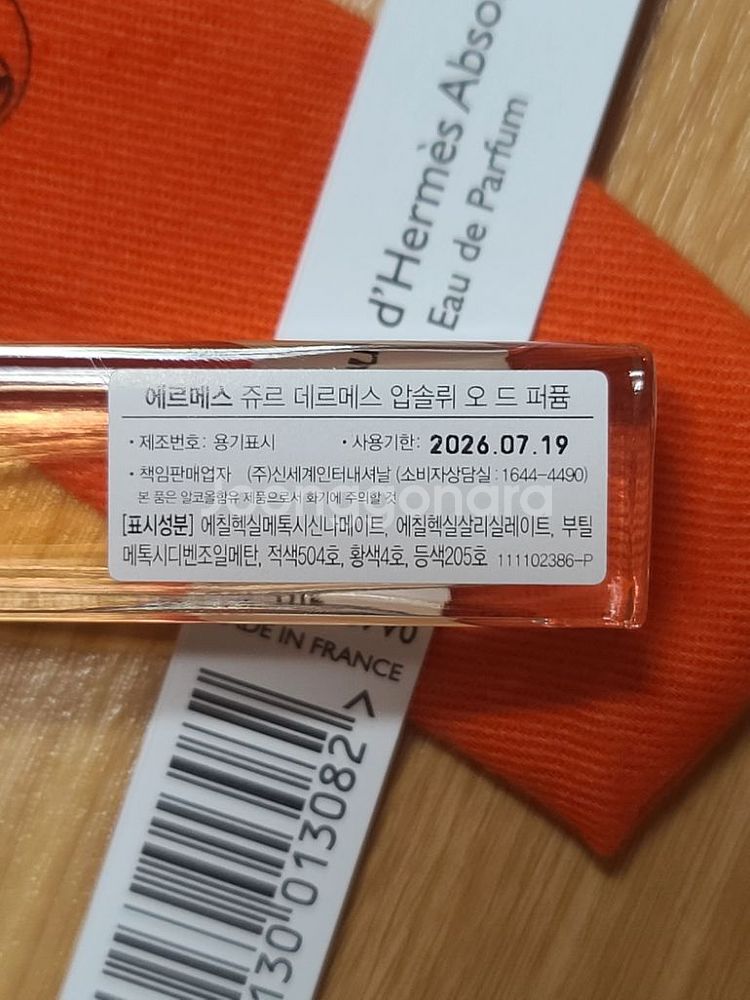 d'Hermès Abso
Eau de Parfum
에르메스 쥬르 데르메스 압솔뤼 오 드 퍼퓸
· 제조번호: 용기표시 · 사용기한: 2026.07.19
· 책임판매업자 (주)신세계인터내셔날 (소비자상담실 : 1644-4490)
본 품은 알코올함유 제품으로서 화기에 주의할 것
[표시성분] 에칠헥실메톡시신나메이트, 에칠헥실살리실레이트, 부틸
메톡시디벤조일메탄, 적색504호, 황색4호, 등색205호 111102386-P
Joonggonara
DE IN FRANCE
130 013082 >